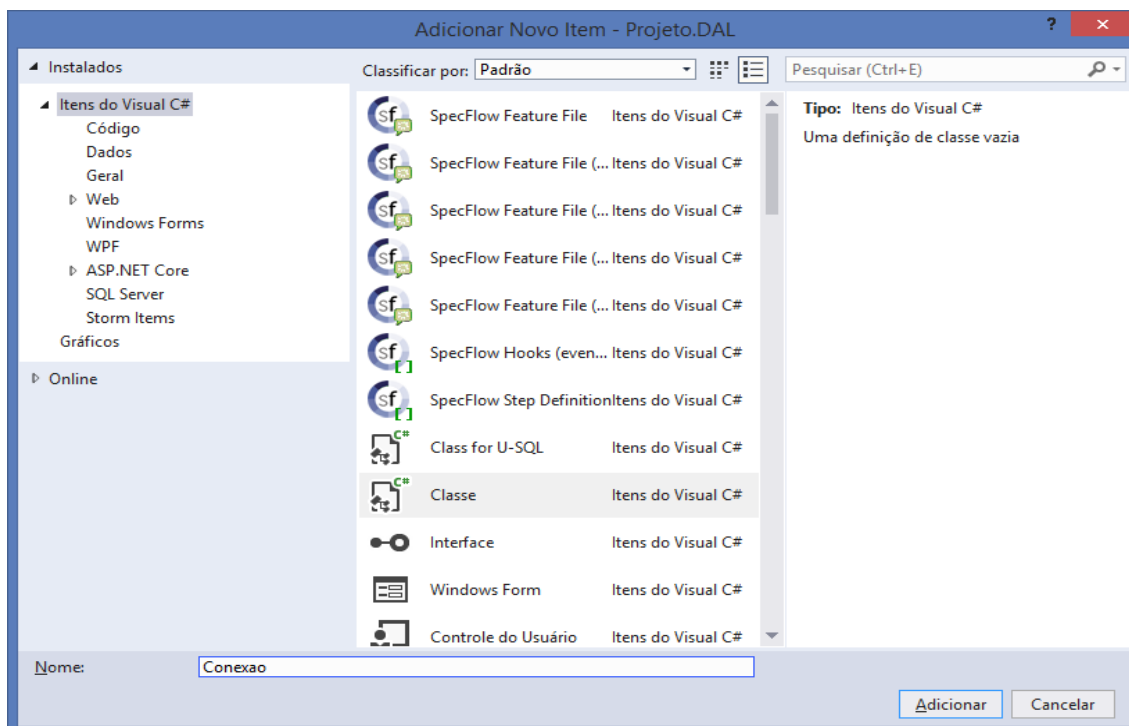 Adicionar Novo Item - Projeto.DAL
?
Instalados
Itens do Visual C#
Código
Dados
Geral
Web
Windows Forms
WPF
ASP.NET Core
SQL Server
Storm Items
Gráficos
Online
Classificar por: Padrão
Pesquisar (Ctrl+E)
SpecFlow Feature File Itens do Visual C#
SpecFlow Feature File (... Itens do Visual C#
SpecFlow Feature File (... Itens do Visual C#
SpecFlow Feature File (... Itens do Visual C#
SpecFlow Feature File (... Itens do Visual C#
SpecFlow Hooks (even... Itens do Visual C#
SpecFlow Step Definition Itens do Visual C#
Class for U-SQL Itens do Visual C#
Classe Itens do Visual C#
Interface Itens do Visual C#
Windows Form Itens do Visual C#
Controle do Usuário Itens do Visual C#
Tipo: Itens do Visual C#
Uma definição de classe vazia
Nome: Conexao
Adicionar
Cancelar